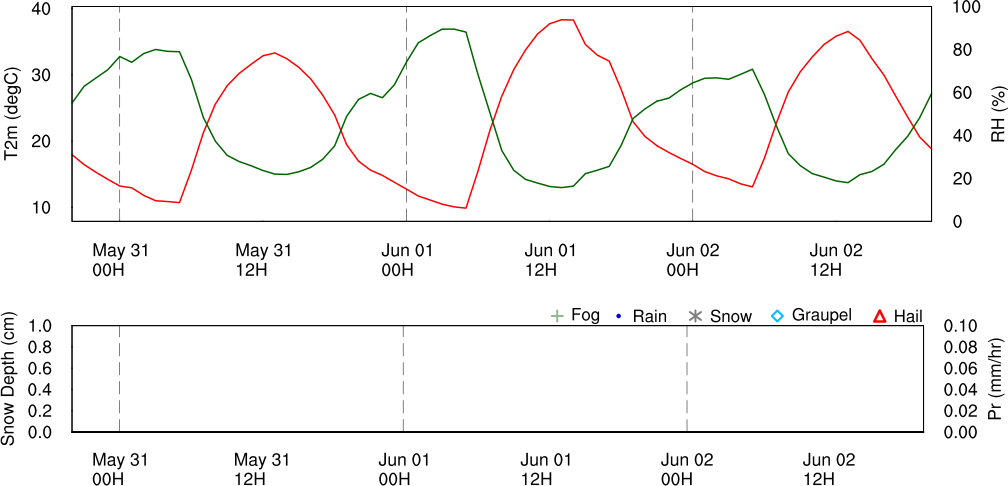 40
30
20
10
T2m (degC)
100
80
60
40
20
0
RH (%)
May 31 May 31 Jun 01 Jun 01 Jun 02 Jun 02
00H 12H 00H 12H 00H 12H
Fog Rain Snow Graupel Hail
1.0
0.8
0.6
0.4
0.2
0.0
Snow Depth (cm)
0.10
0.08
0.06
0.04
0.02
0.00
Pr (mm/hr)
May 31 May 31 Jun 01 Jun 01 Jun 02 Jun 02
00H 12H 00H 12H 00H 12H